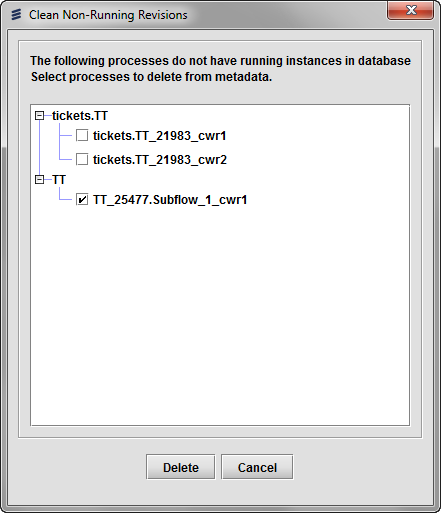 Clean Non-Running Revisions
The following processes do not have running instances in database
Select processes to delete from metadata.
tickets.TT
tickets.TT_21983_cwr1
tickets.TT_21983_cwr2
TT
TT_25477.Subflow_1_cwr1
Delete
Cancel